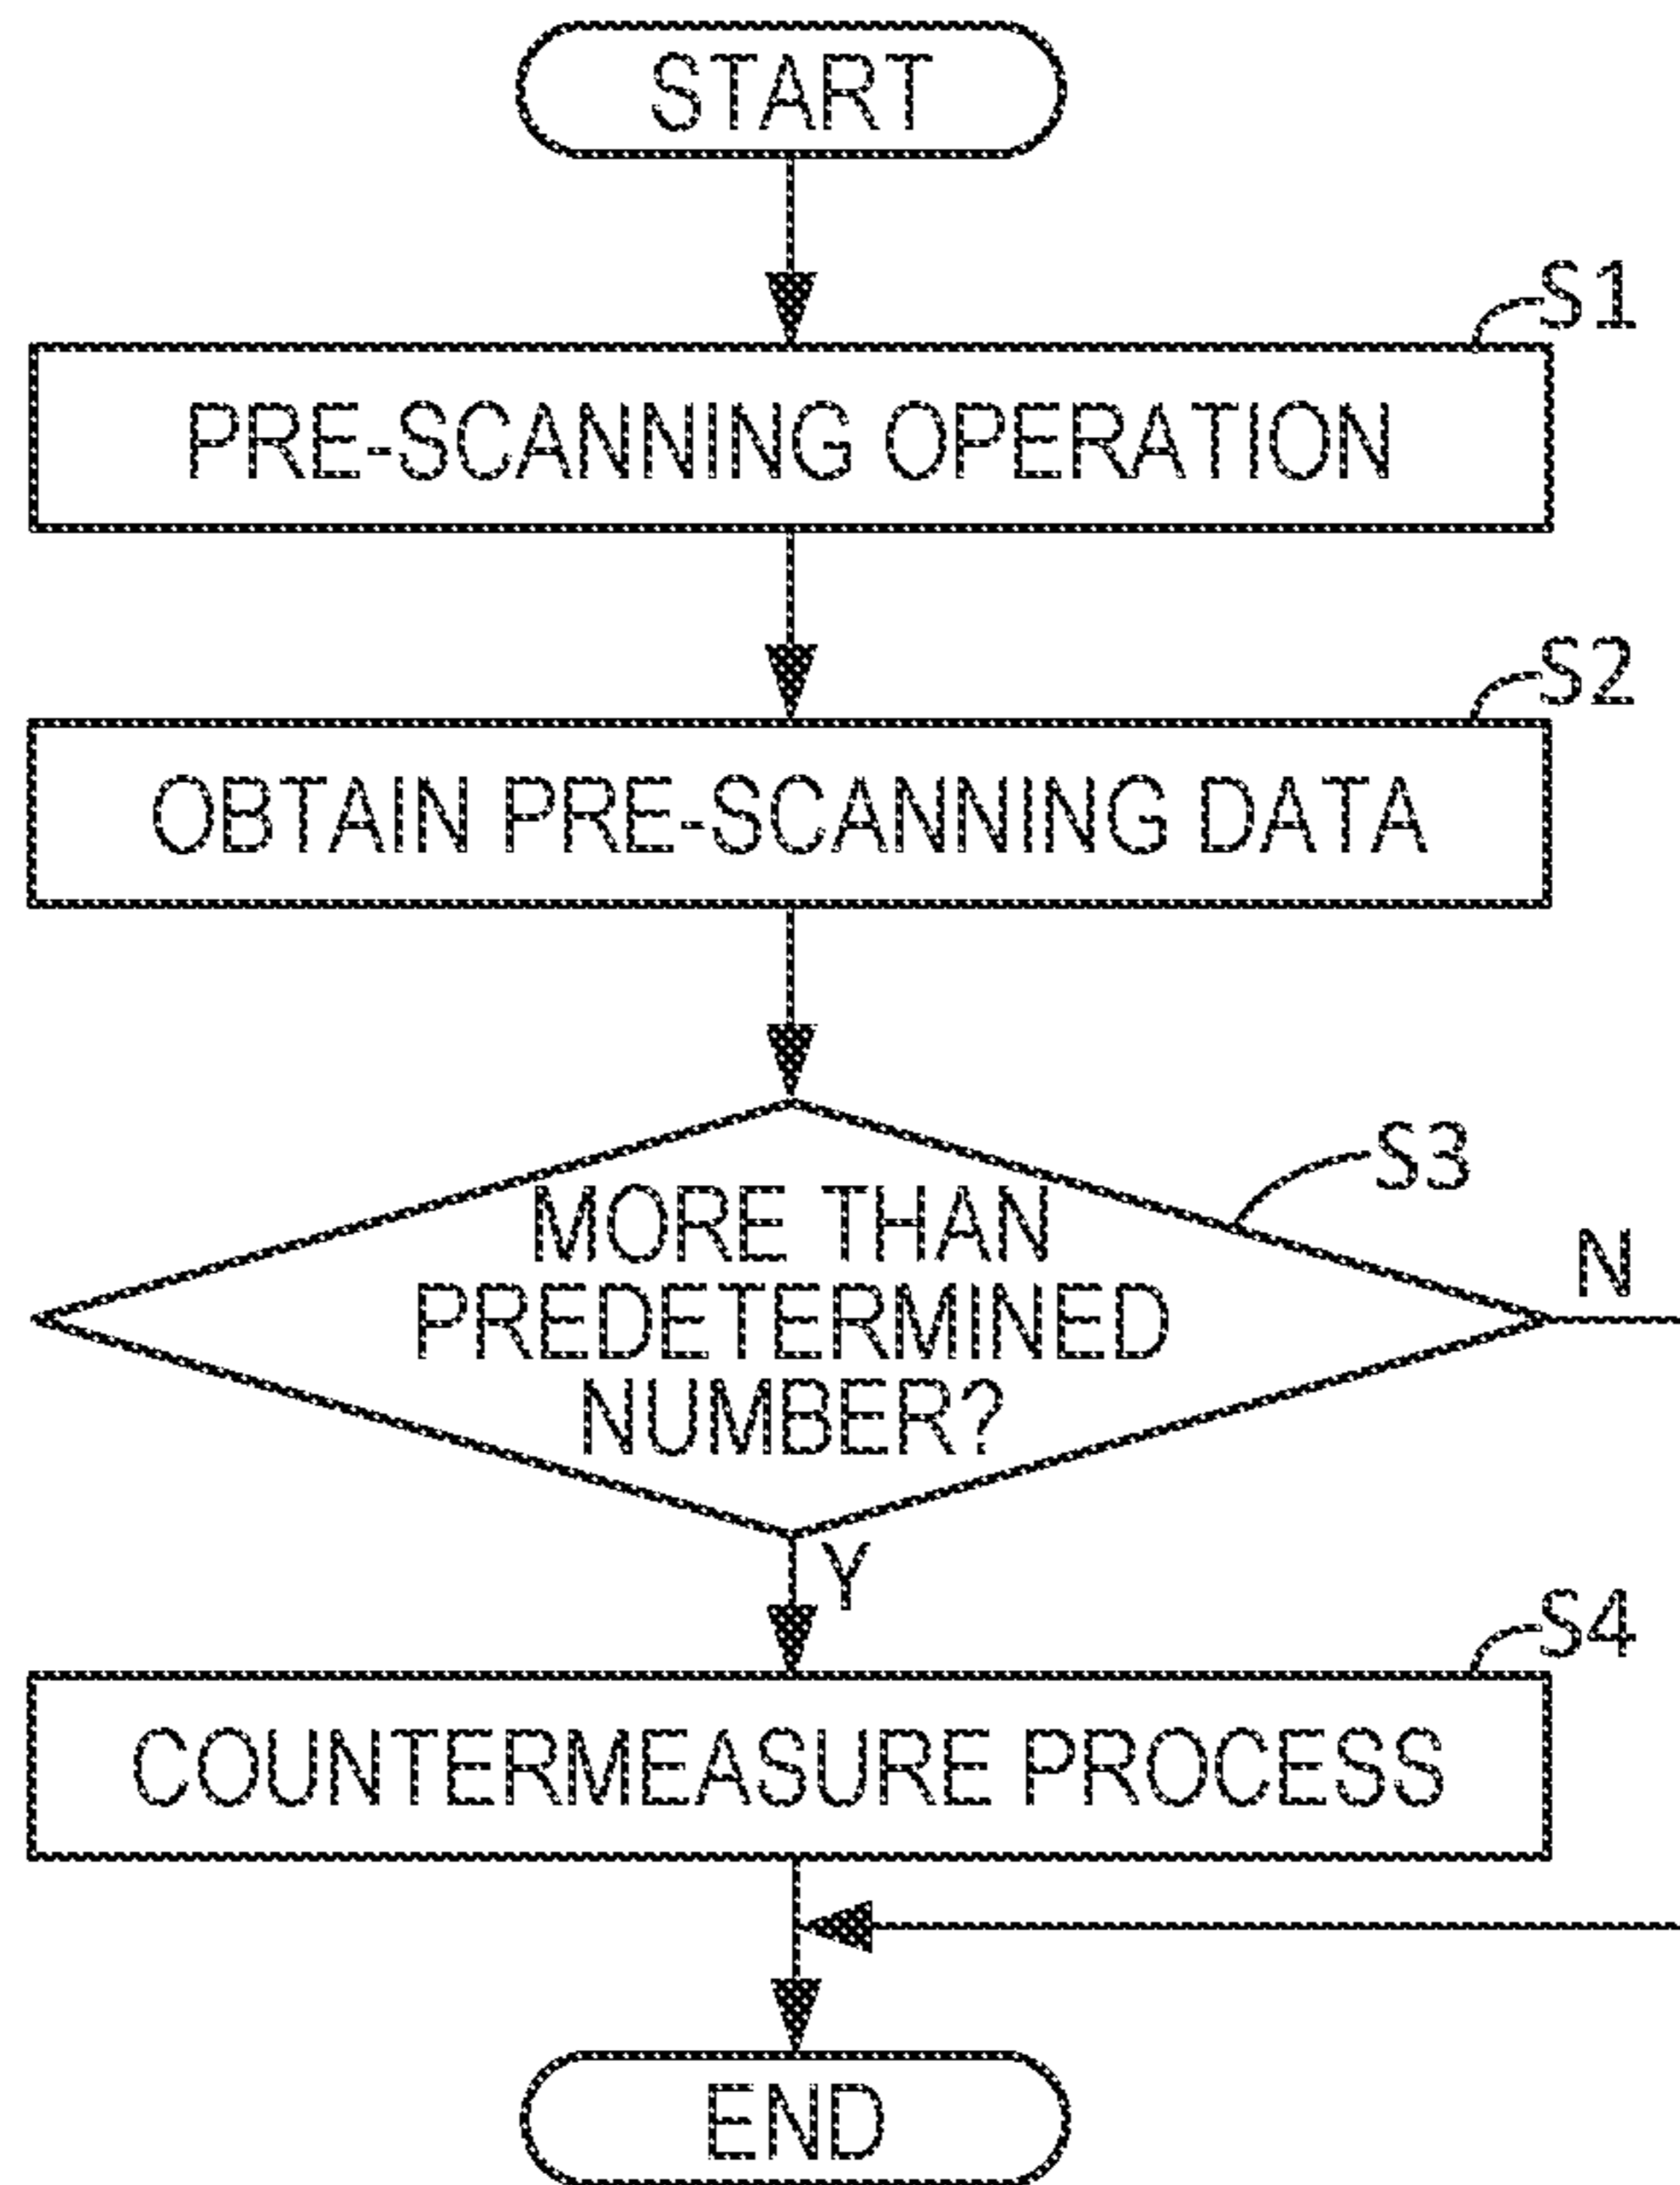 START
S1
PRE-SCANNING OPERATION
S2
OBTAIN PRE-SCANNING DATA
S3
MORE THAN
PREDETERMINED
NUMBER?
N
Y
S4
COUNTERMEASURE PROCESS
END